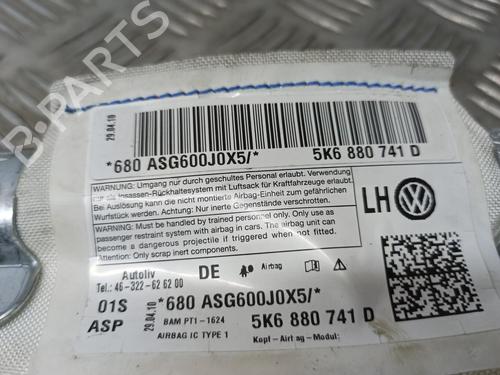 29.04.10
*680 ASG600J0X5/*
5K6 880 741 D
WARNUNG: Umgang nur durch geschultes Personal erlaubt. Verwendung
für als Insassen-Rückhaltesystem mit Luftsack für Kraftfahrzeuge erlaubt.
Bei Auslösung kann die nicht montierte Airbag-Einheit zum gefährlichen
Wurfstück werden. Achtung: Nur inerte Gegenstände verschrotten.
WARNING: Must be handled by trained personnel only. Only use as
passenger restraint system with airbag in cars. The airbag unit can
become a dangerous projectile if triggered when not mounted.
Attention: Only scrap inert components.
LH
Autoliv
Tel.: 46-322-62 62 00
DE
Airbag
01S
ASP
29.04.10
*680 ASG600J0X5/*
BAM PT1-1624
5K6 880 741 D
AIRBAG IC TYPE 1
Kopf-Airbag-Modul
B-PARTS